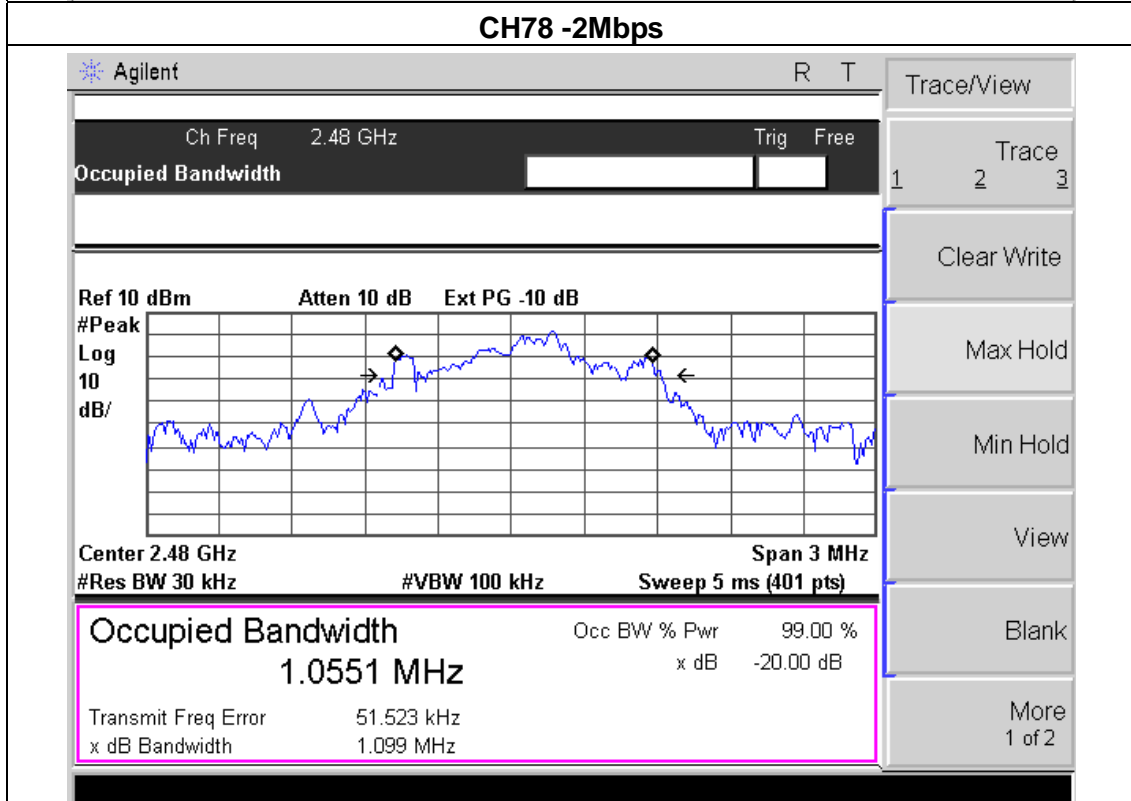 CH78 -2Mbps
Agilent R T
Trace/View
Ch Freq 2.48 GHz Trig Free
Occupied Bandwidth
Trace
1 2 3
Clear Write
Ref 10 dBm Atten 10 dB Ext PG -10 dB
#Peak
Log
10
dB/
Max Hold
Min Hold
View
Center 2.48 GHz Span 3 MHz
#Res BW 30 kHz #VBW 100 kHz Sweep 5 ms (401 pts)
Occupied Bandwidth Occ BW % Pwr 99.00 %
1.0551 MHz x dB -20.00 dB
Blank
Transmit Freq Error 51.523 kHz
x dB Bandwidth 1.099 MHz
More
1 of 2